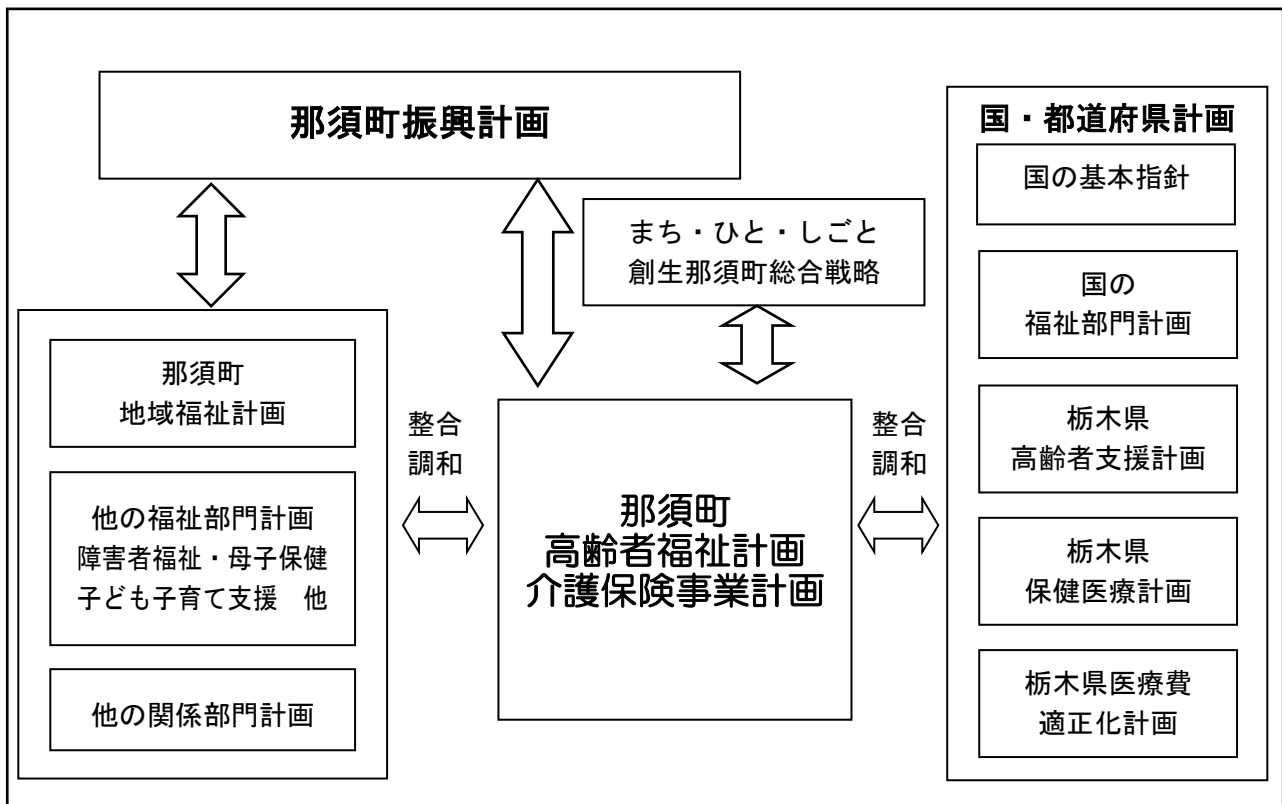 那須町振興計画
まち・ひと・しごと
創生那須町総合戦略
那須町
地域福祉計画
他の福祉部門計画
障害者福祉・母子保健
子ども子育て支援　他
他の関係部門計画
整合
調和
那須町
高齢者福祉計画
介護保険事業計画
整合
調和
国・都道府県計画
国の基本指針
国の
福祉部門計画
栃木県
高齢者支援計画
栃木県
保健医療計画
栃木県医療費
適正化計画